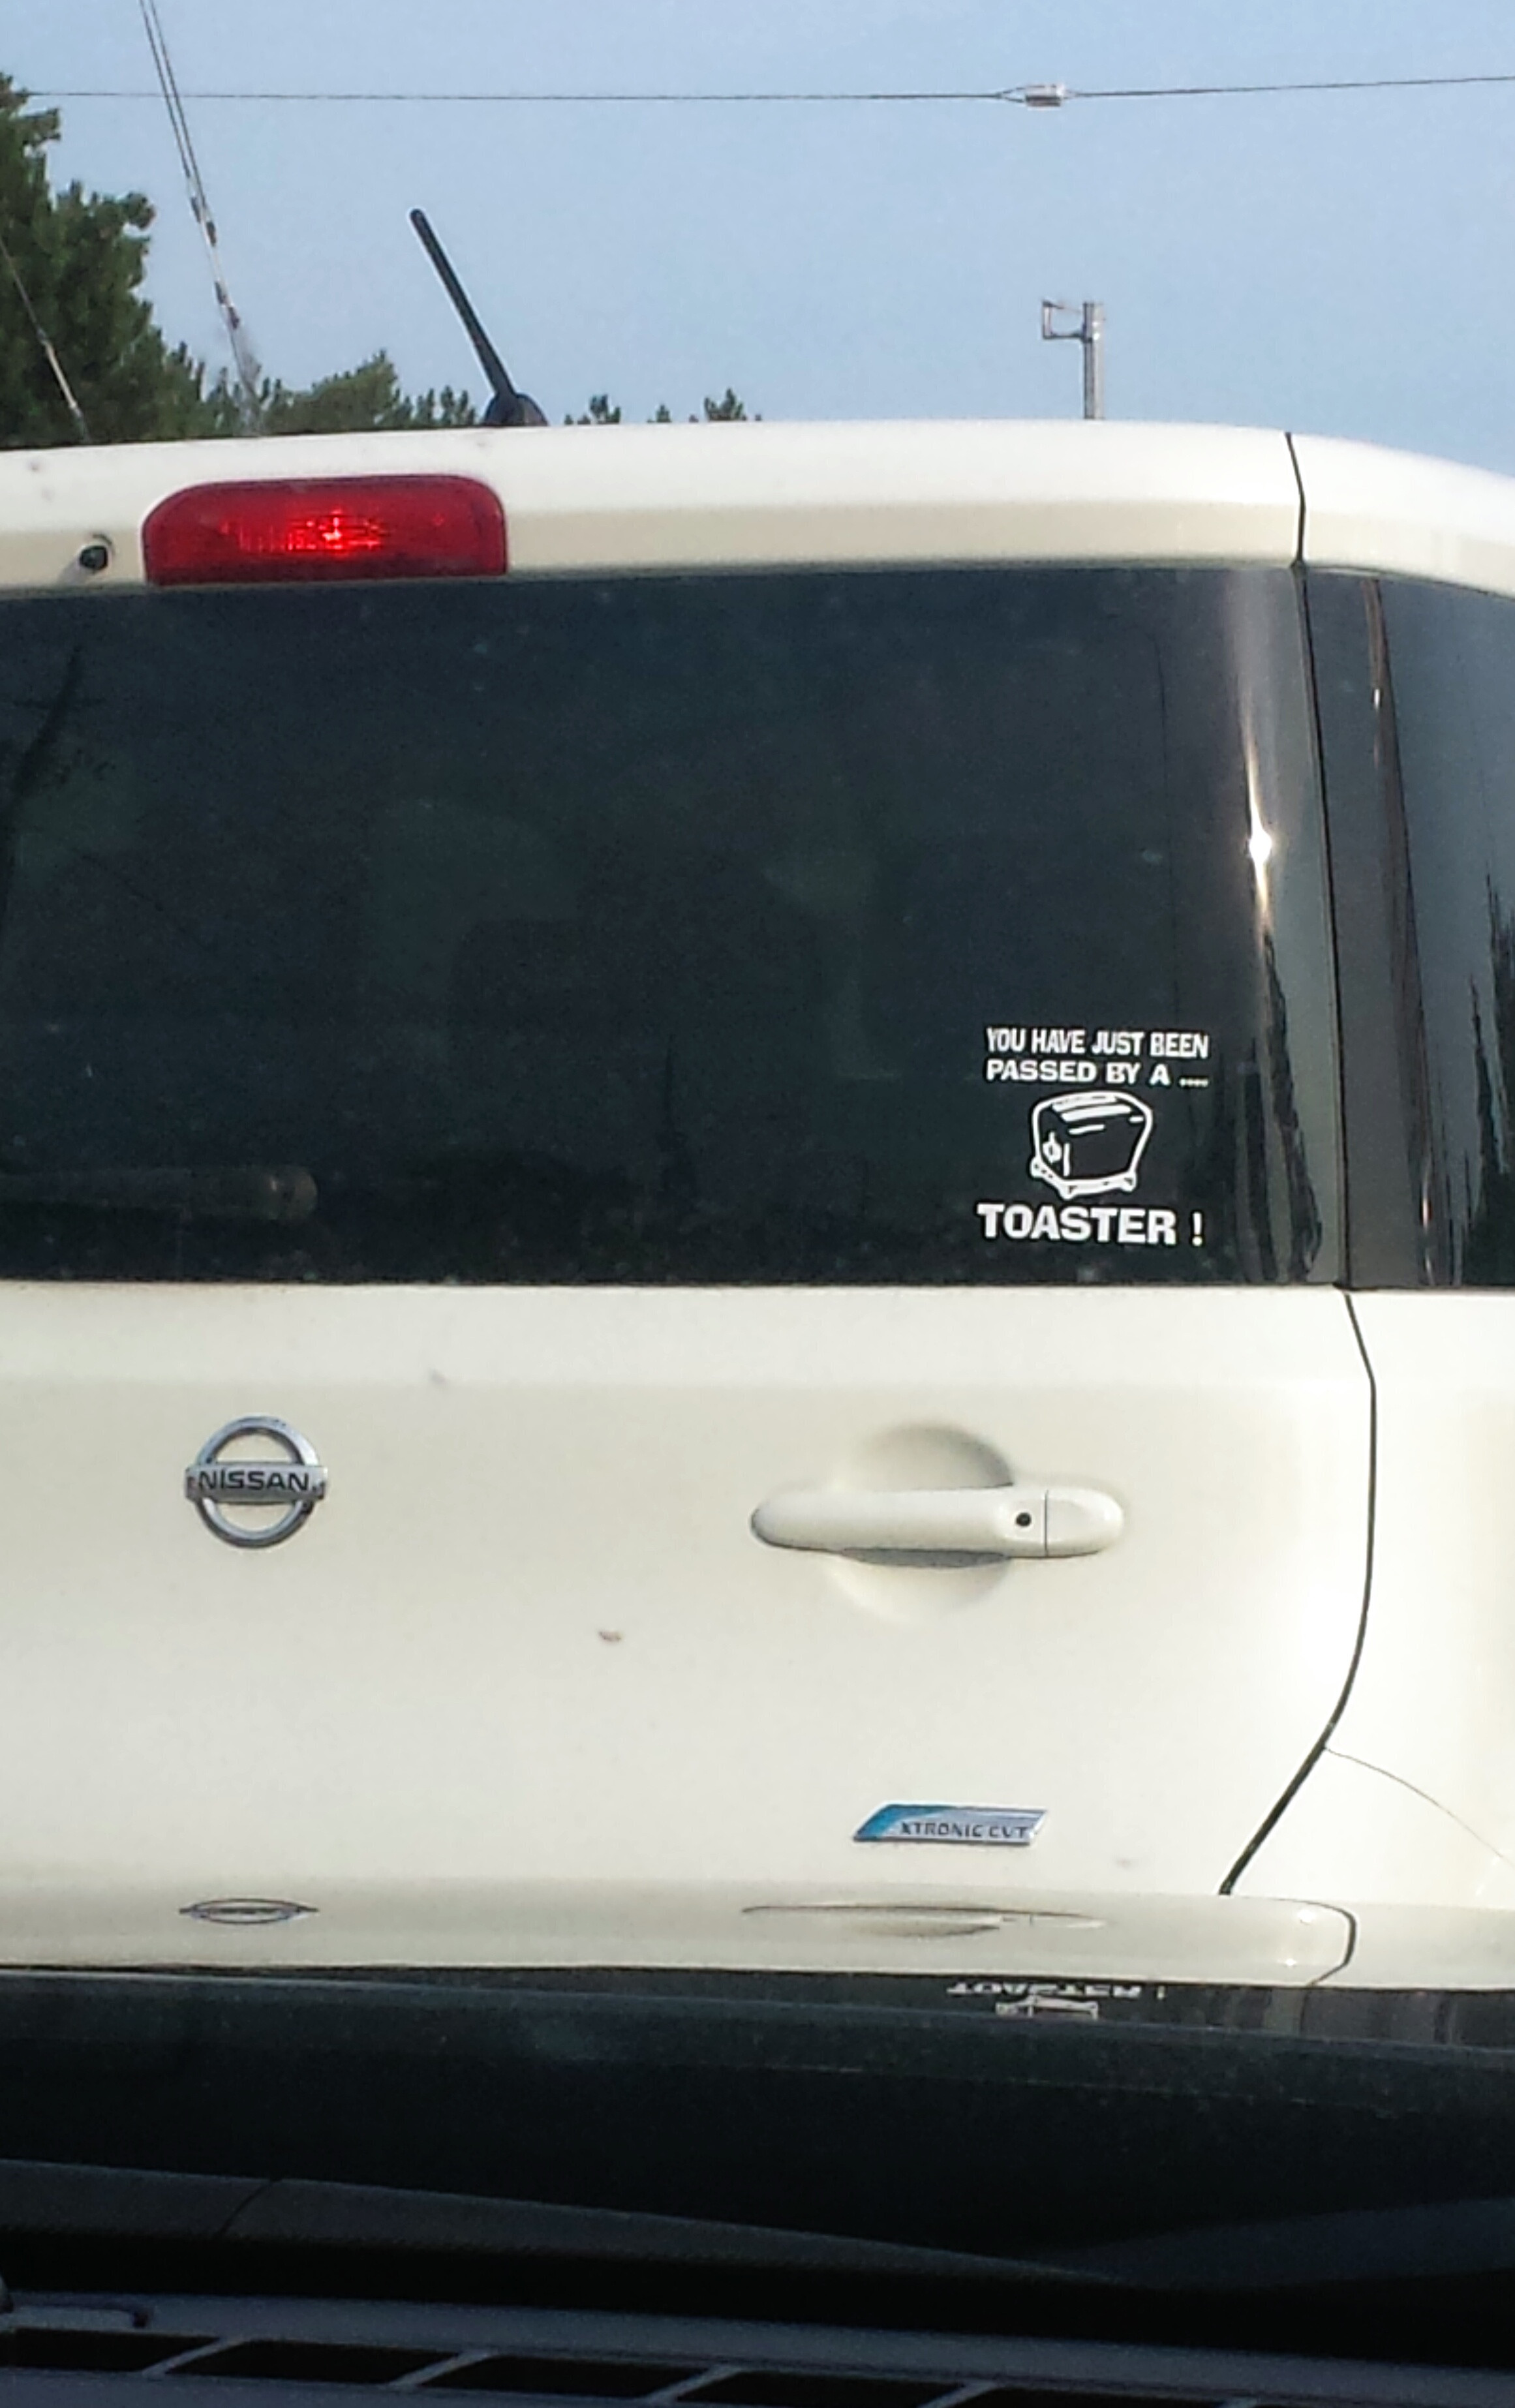 YOU HAVE JUST BEEN
PASSED BY A ....
TOASTER !
NISSAN
XTRONIC CVT